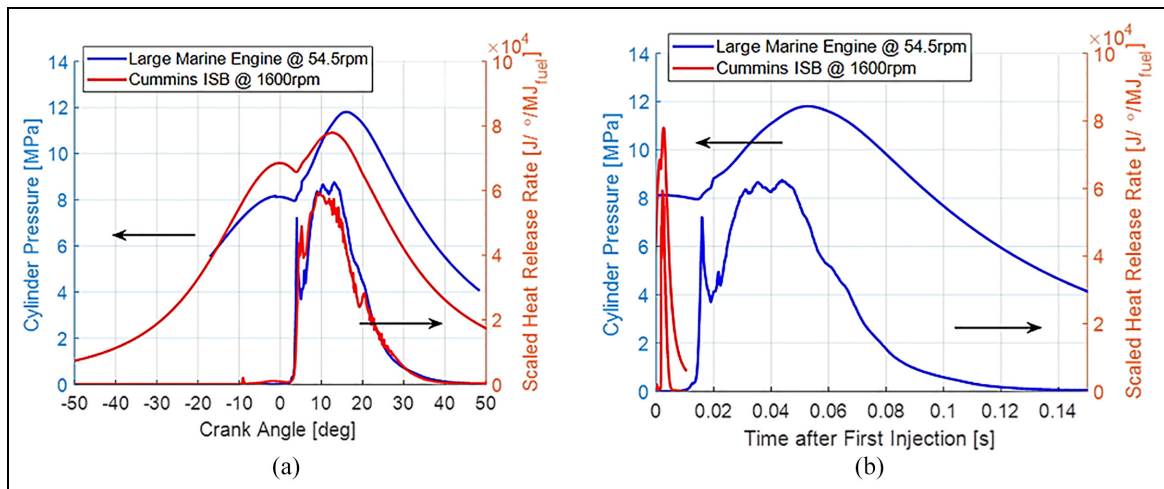 Large Marine Engine @ 54.5rpm
Cummins ISB @ 1600rpm
×10⁴
14
12
10
8
6
4
2
0
Cylinder Pressure [MPa]
10
8
6
4
2
0
Scaled Heat Release Rate [J/ °/MJfuel]
-50 -40 -30 -20 -10 0 10 20 30 40 50
Crank Angle [deg]
(a)
Large Marine Engine @ 54.5rpm
Cummins ISB @ 1600rpm
×10⁴
14
12
10
8
6
4
2
0
Cylinder Pressure [MPa]
10
8
6
4
2
0
Scaled Heat Release Rate [J/ °/MJfuel]
0 0.02 0.04 0.06 0.08 0.1 0.12 0.14
Time after First Injection [s]
(b)